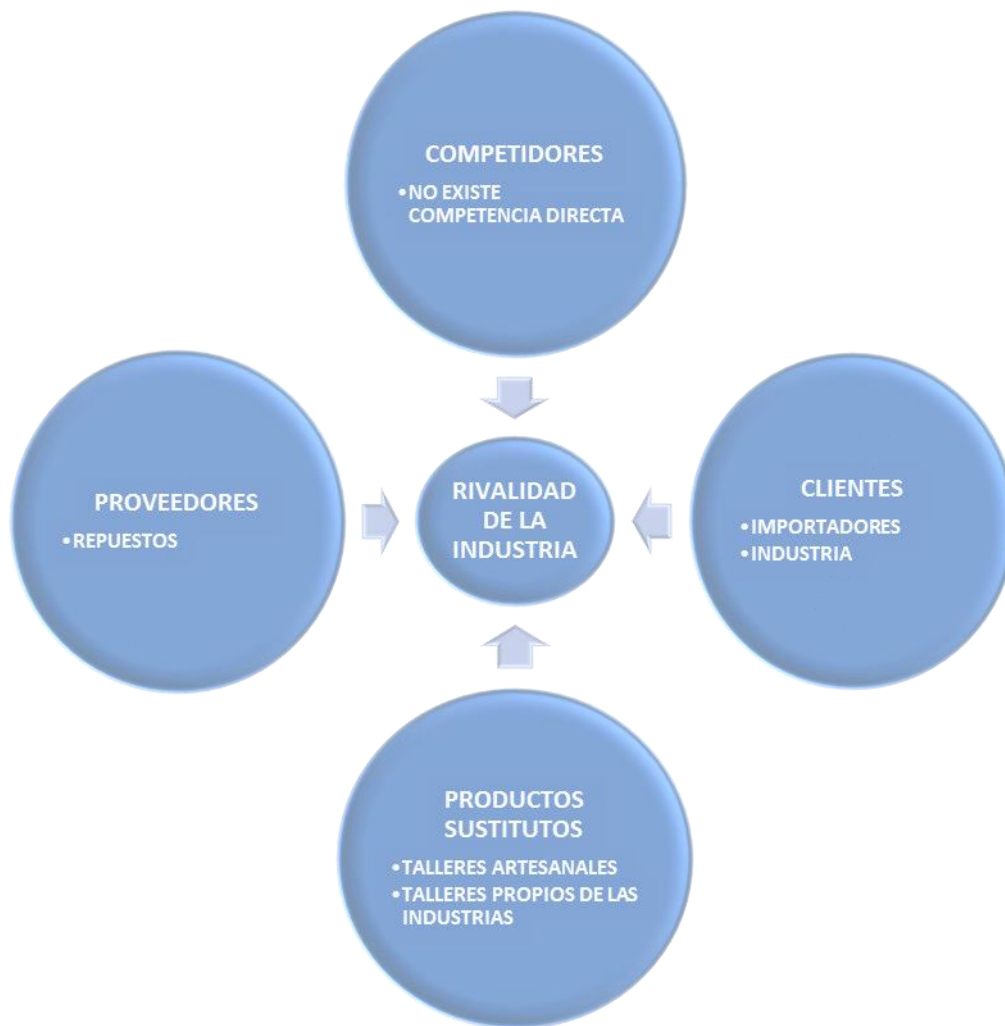 COMPETIDORES
•NO EXISTE
COMPETENCIA DIRECTA
PROVEEDORES
•REPUESTOS
RIVALIDAD
DE LA
INDUSTRIA
CLIENTES
•IMPORTADORES
•INDUSTRIA
PRODUCTOS
SUSTITUTOS
•TALLERES ARTESANALES
•TALLERES PROPIOS DE LAS
INDUSTRIAS